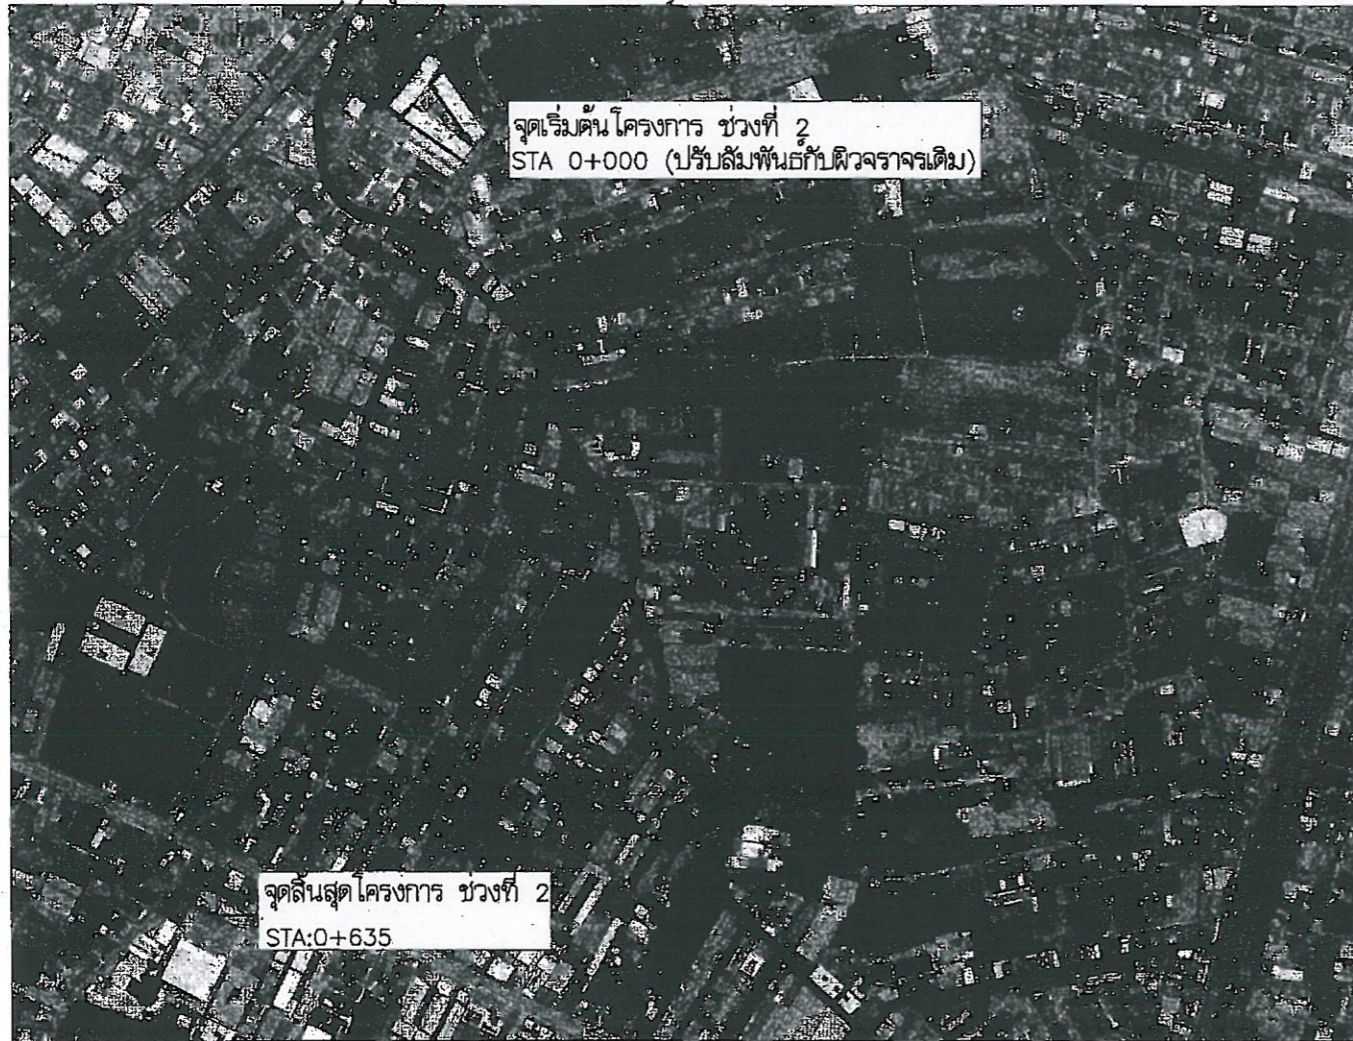 จุดเริ่มต้นโครงการ ช่วงที่ 2
STA 0+000 (ปรับสัมพันธ์กับผิวจราจรเดิม)
จุดสิ้นสุดโครงการ ช่วงที่ 2
STA:0+635